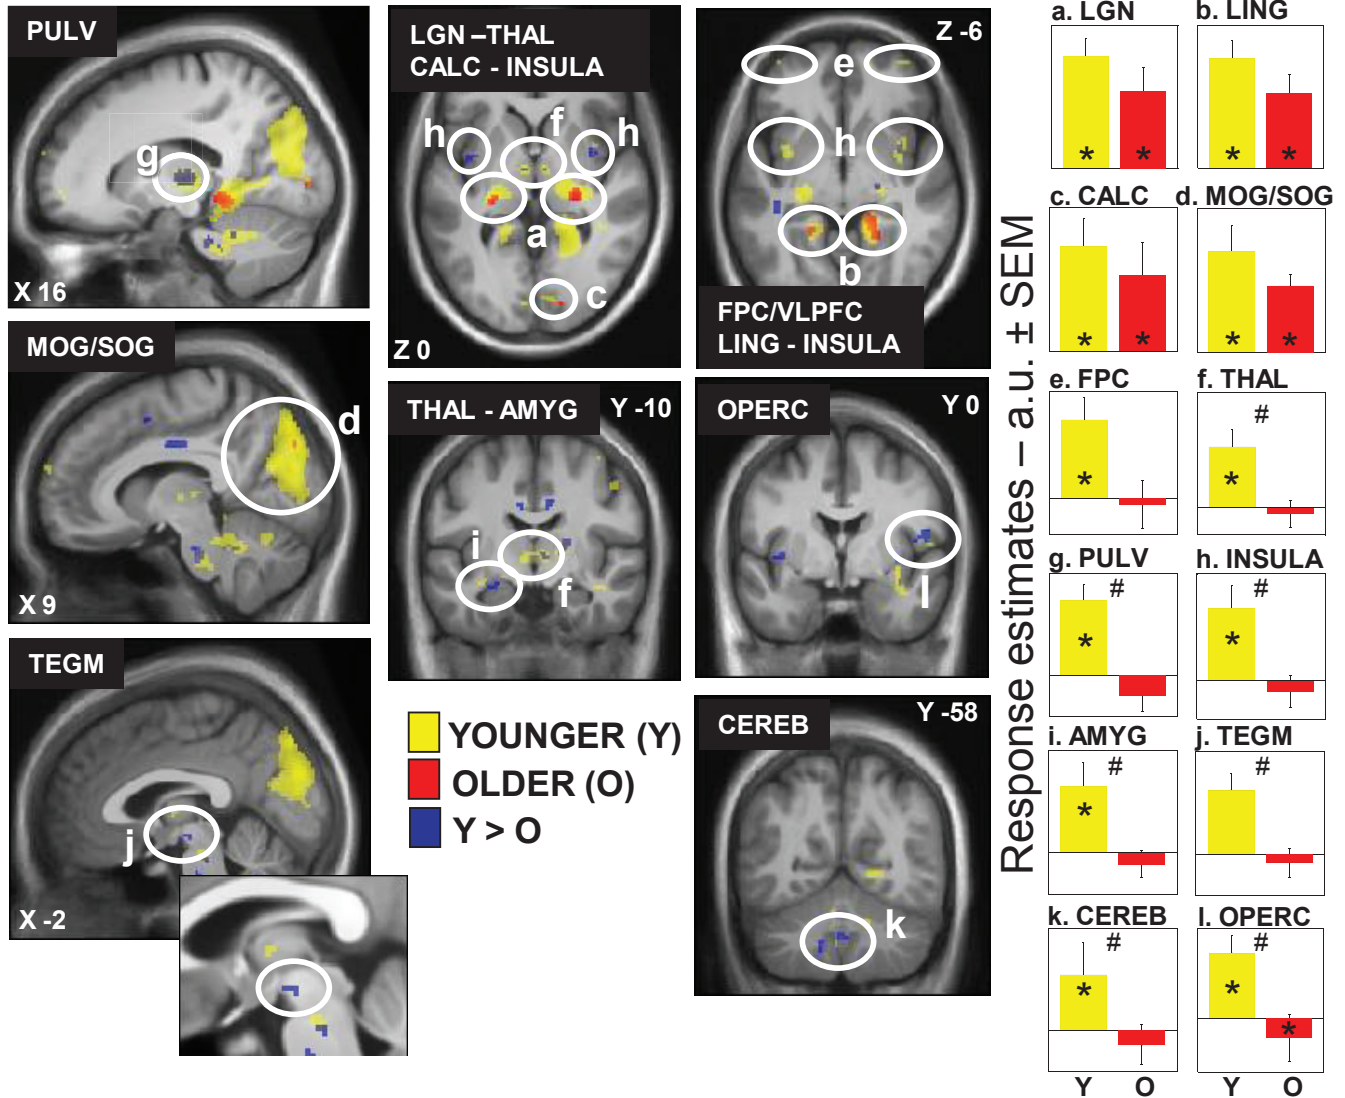 PULV
g
X 16
LGN –THAL
CALC - INSULA
h
f
h
a
c
Z 0
Z -6
e
h
b
FPC/VLPFC
LING - INSULA
MOG/SOG
d
X 9
THAL - AMYG
Y -10
i
f
OPERC
Y 0
l
TEGM
j
X -2
YOUNGER (Y)
OLDER (O)
Y > O
CEREB
Y -58
k
Response estimates – a.u. ± SEM
a. LGN
* *
b. LING
* *
c. CALC
* *
d. MOG/SOG
* *
e. FPC
*
f. THAL
#
*
g. PULV
#
*
h. INSULA
#
*
i. AMYG
#
*
j. TEGM
#
k. CEREB
#
*
l. OPERC
#
*
*
Y O
Y O